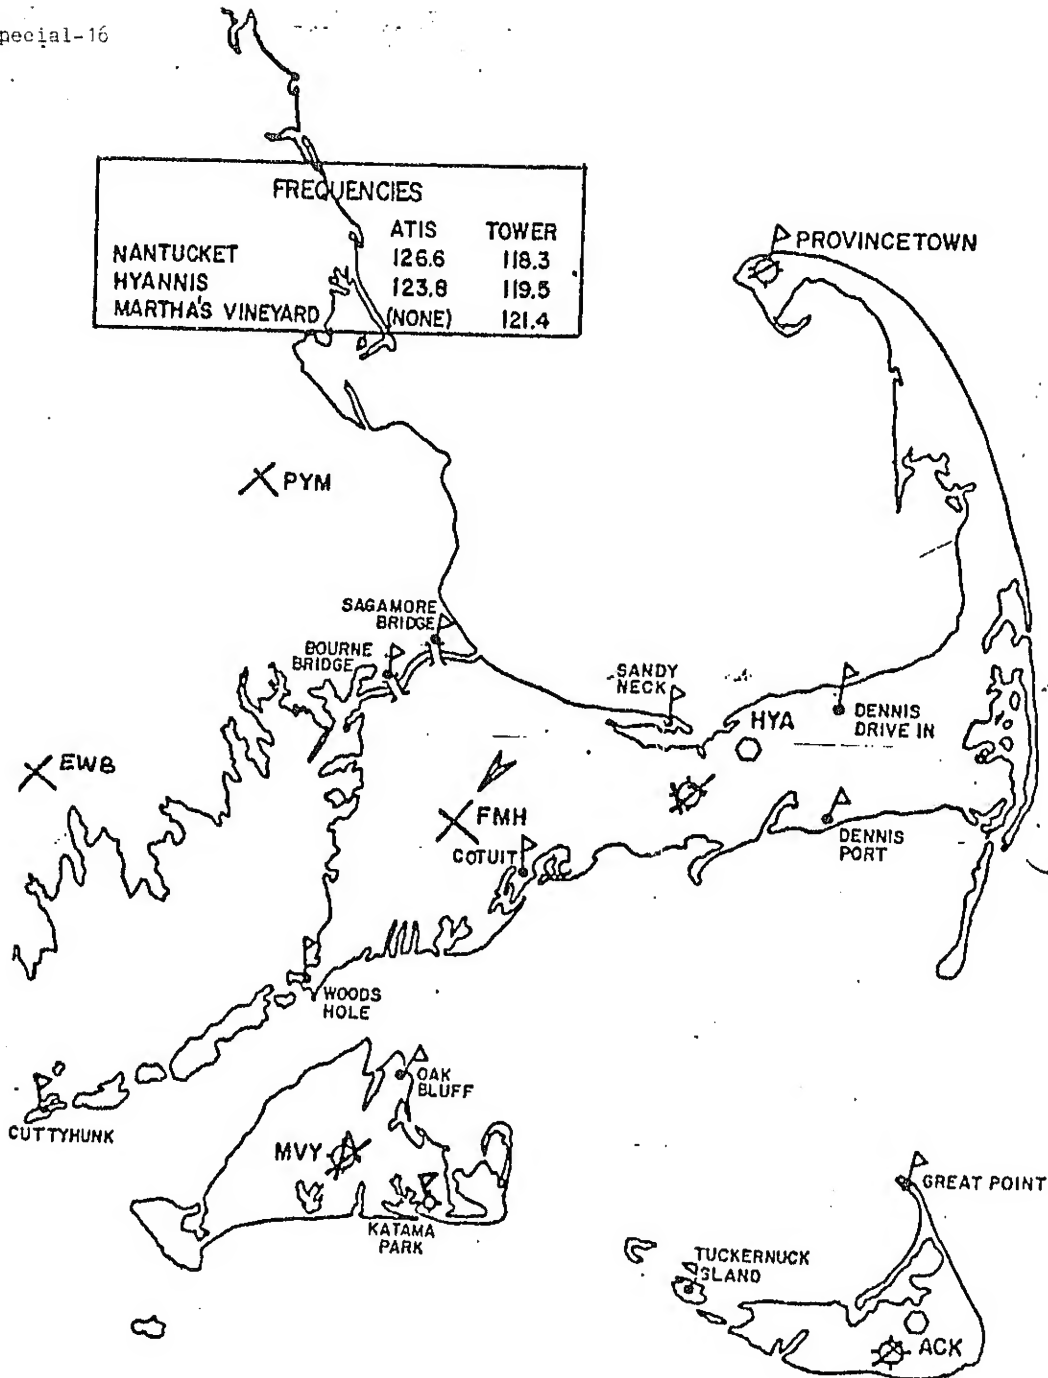 pecial-16
FREQUENCIES
ATIS TOWER
NANTUCKET 126.6 118.3
HYANNIS 123.8 119.5
MARTHA'S VINEYARD (NONE) 121.4
PROVINCETOWN
PYM
SAGAMORE
BRIDGE
BOURNE
BRIDGE
SANDY
NECK
HYA
DENNIS
DRIVE IN
EWB
FMH
COTUIT
DENNIS
PORT
WOODS
HOLE
OAK
BLUFF
CUTTYHUNK
MVY
KATAMA
PARK
GREAT POINT
TUCKERNUCK
ISLAND
ACK